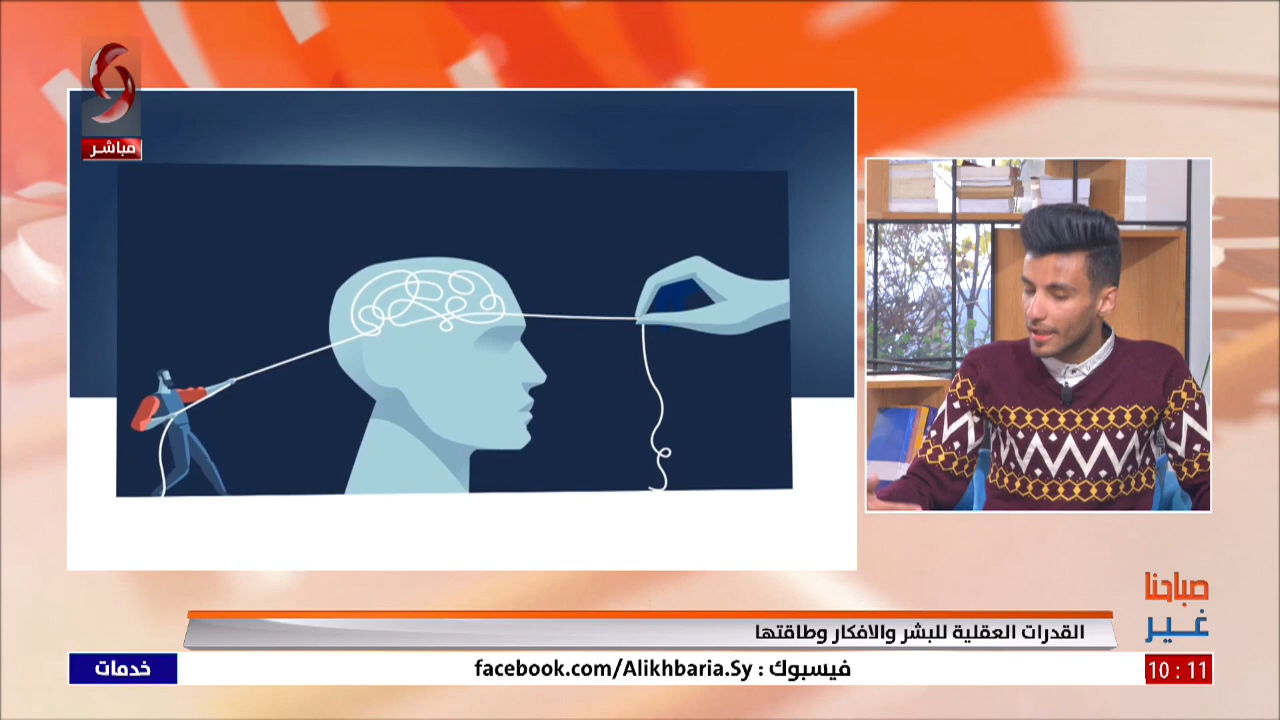 مباشر
صباحنا
غير
القدرات العقلية للبشر والافكار وطاقتها
خدمات
فيسبوك : facebook.com/Alikhbaria.Sy
10 : 11